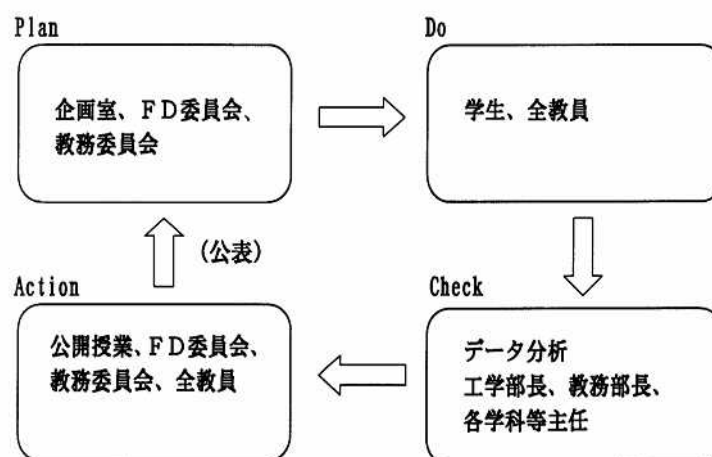 Plan
企画室、FD委員会、
教務委員会
Do
学生、全教員
(公表)
Action
公開授業、FD委員会、
教務委員会、全教員
Check
データ分析
工学部長、教務部長、
各学科等主任